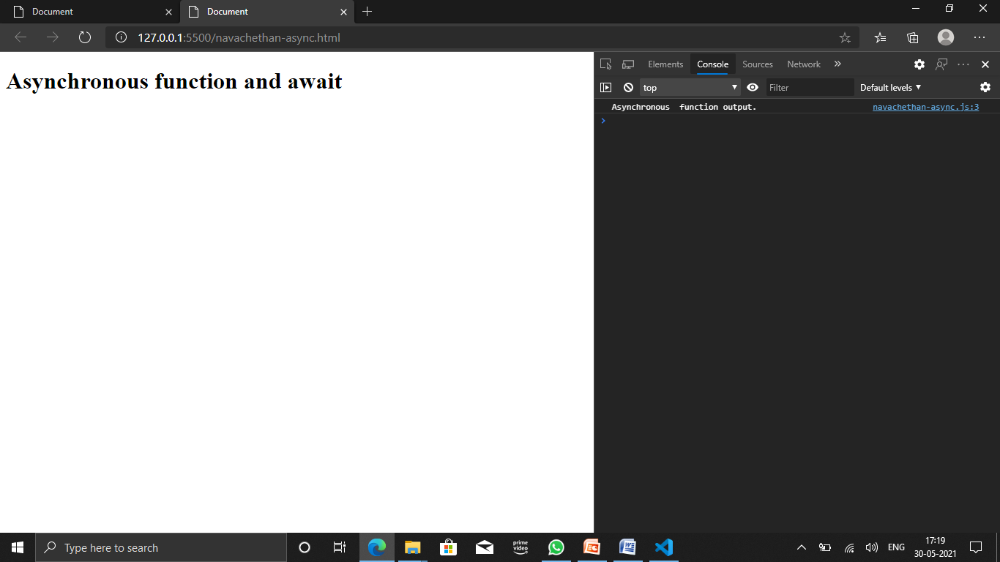 Document
Document
127.0.0.1:5500/navachethan-async.html
Asynchronous function and await
Elements Console Sources Network
top Filter Default levels
Asynchronous  function output. navachethan-async.js:3
Type here to search
prime video
ENG
17:19
30-05-2021